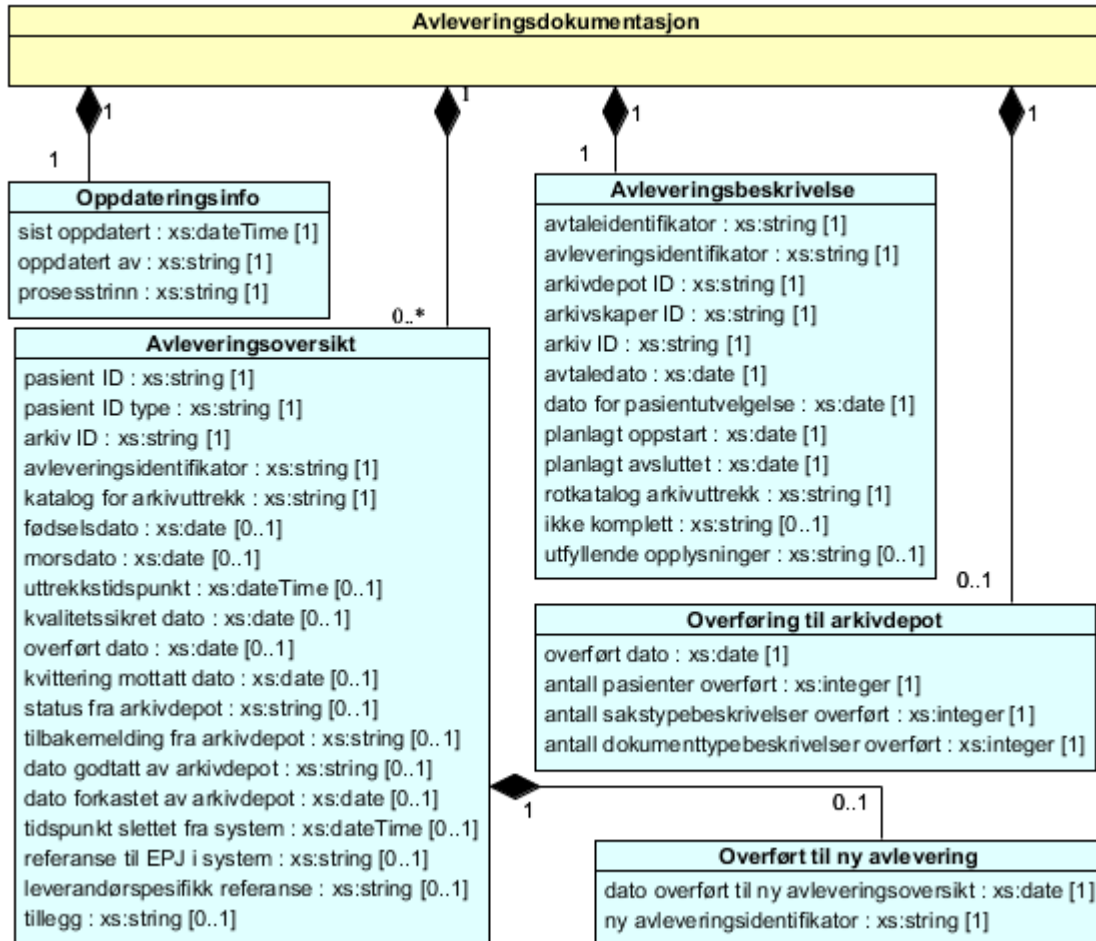 Avleveringsdokumentasjon
1
1
1
1
1
1
Oppdateringsinfo
sist oppdatert : xs:dateTime [1]
oppdatert av : xs:string [1]
prosesstrinn : xs:string [1]
0..*
Avleveringsoversikt
pasient ID : xs:string [1]
pasient ID type : xs:string [1]
arkiv ID : xs:string [1]
avleveringsidentifikator : xs:string [1]
katalog for arkivuttrekk : xs:string [1]
fødselsdato : xs:date [0..1]
morsdato : xs:date [0..1]
uttrekkstidspunkt : xs:dateTime [0..1]
kvalitetssikret dato : xs:date [0..1]
overført dato : xs:date [0..1]
kvittering mottatt dato : xs:date [0..1]
status fra arkivdepot : xs:string [0..1]
tilbakemelding fra arkivdepot : xs:string [0..1]
dato godtatt av arkivdepot : xs:string [0..1]
dato forkastet av arkivdepot : xs:date [0..1]
tidspunkt slettet fra system : xs:dateTime [0..1]
referanse til EPJ i system : xs:string [0..1]
leverandørspesifikk referanse : xs:string [0..1]
tillegg : xs:string [0..1]
Avleveringsbeskrivelse
avtaleidentifikator : xs:string [1]
avleveringsidentifikator : xs:string [1]
arkivdepot ID : xs:string [1]
arkivskaper ID : xs:string [1]
arkiv ID : xs:string [1]
avtaledato : xs:date [1]
dato for pasientutvelgelse : xs:date [1]
planlagt oppstart : xs:date [1]
planlagt avsluttet : xs:date [1]
rotkatalog arkivuttrekk : xs:string [1]
ikke komplett : xs:string [0..1]
utfyllende opplysninger : xs:string [0..1]
0..1
Overføring til arkivdepot
overført dato : xs:date [1]
antall pasienter overført : xs:integer [1]
antall sakstypebeskrivelser overført : xs:integer [1]
antall dokumenttypebeskrivelser overført : xs:integer [1]
1
0..1
Overført til ny avlevering
dato overført til ny avleveringsoversikt : xs:date [1]
ny avleveringsidentifikator : xs:string [1]